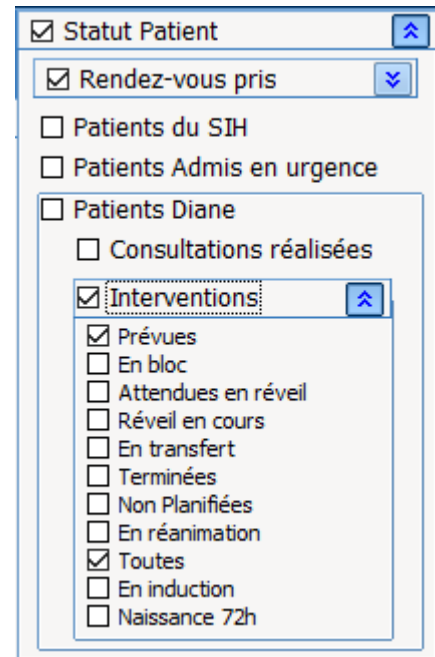 Statut Patient
Rendez-vous pris
Patients du SIH
Patients Admis en urgence
Patients Diane
Consultations réalisées
Interventions
Prévues
En bloc
Attendues en réveil
Réveil en cours
En transfert
Terminées
Non Planifiées
En réanimation
Toutes
En induction
Naissance 72h